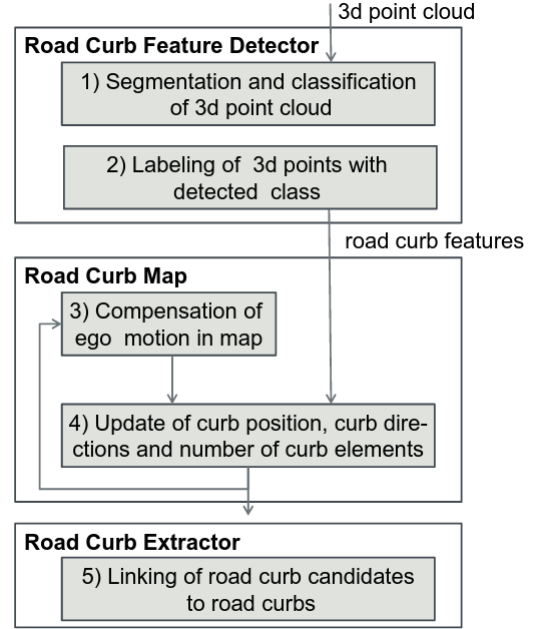 3d point cloud
Road Curb Feature Detector
1) Segmentation and classification
of 3d point cloud
2) Labeling of 3d points with
detected class
road curb features
Road Curb Map
3) Compensation of
ego motion in map
4) Update of curb position, curb dire-
ctions and number of curb elements
Road Curb Extractor
5) Linking of road curb candidates
to road curbs